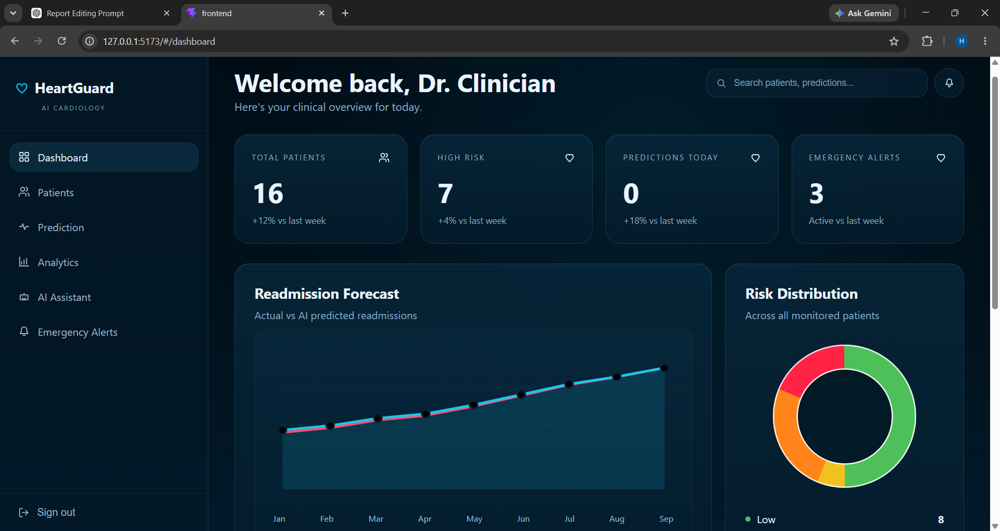 Report Editing Prompt
frontend
Ask Gemini
127.0.0.1:5173/#/dashboard
H
HeartGuard
AI CARDIOLOGY
Dashboard
Patients
Prediction
Analytics
AI Assistant
Emergency Alerts
Sign out
Welcome back, Dr. Clinician
Here's your clinical overview for today.
Search patients, predictions...
TOTAL PATIENTS
16
+12% vs last week
HIGH RISK
7
+4% vs last week
PREDICTIONS TODAY
0
+18% vs last week
EMERGENCY ALERTS
3
Active vs last week
Readmission Forecast
Actual vs AI predicted readmissions
Jan Feb Mar Apr May Jun Jul Aug Sep
Risk Distribution
Across all monitored patients
Low 8